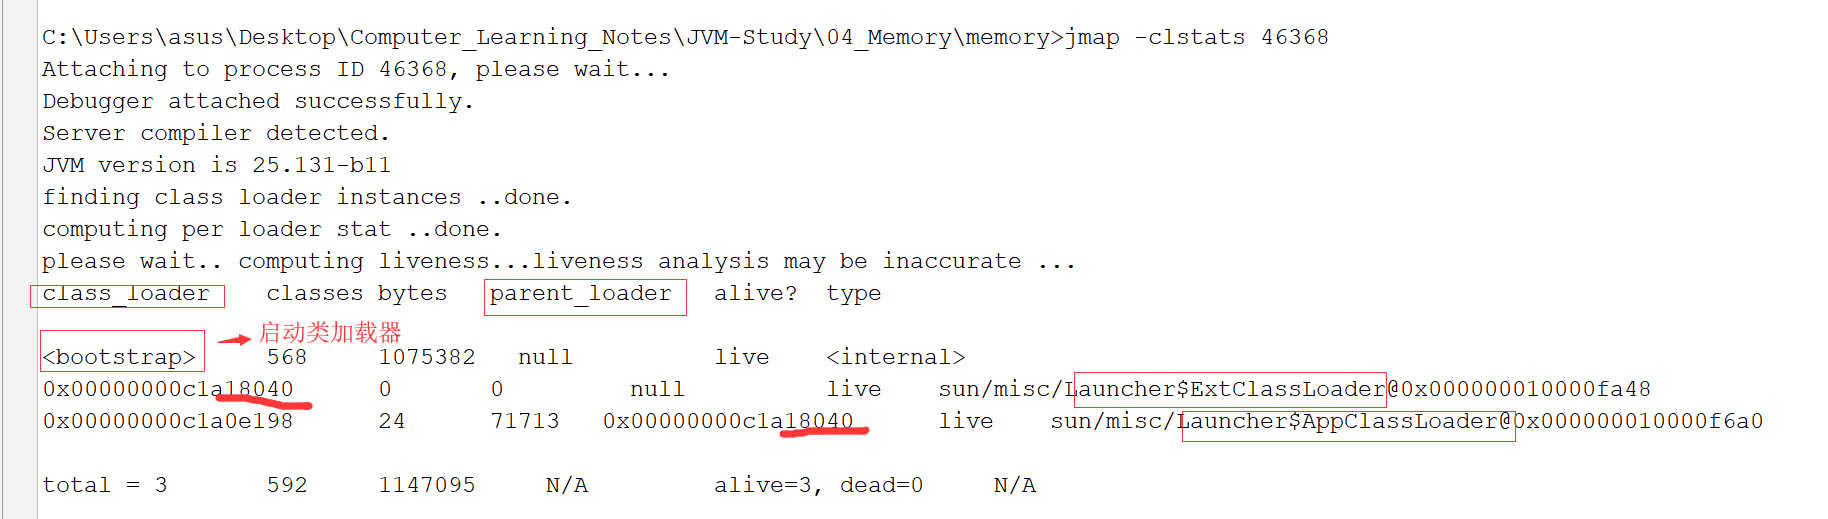 C:\Users\asus\Desktop\Computer_Learning_Notes\JVM-Study\04_Memory\memory>jmap -clstats 46368
Attaching to process ID 46368, please wait...
Debugger attached successfully.
Server compiler detected.
JVM version is 25.131-b11
finding class loader instances ..done.
computing per loader stat ..done.
please wait.. computing liveness...liveness analysis may be inaccurate ...
class_loader classes bytes parent_loader alive? type
启动类加载器
<bootstrap> 568 1075382 null live <internal>
0x00000000c1a18040 0 0 null live sun/misc/Launcher$ExtClassLoader@0x000000010000fa48
0x00000000c1a0e198 24 71713 0x00000000c1a18040 live sun/misc/Launcher$AppClassLoader@0x000000010000f6a0
total = 3 592 1147095 N/A alive=3, dead=0 N/A